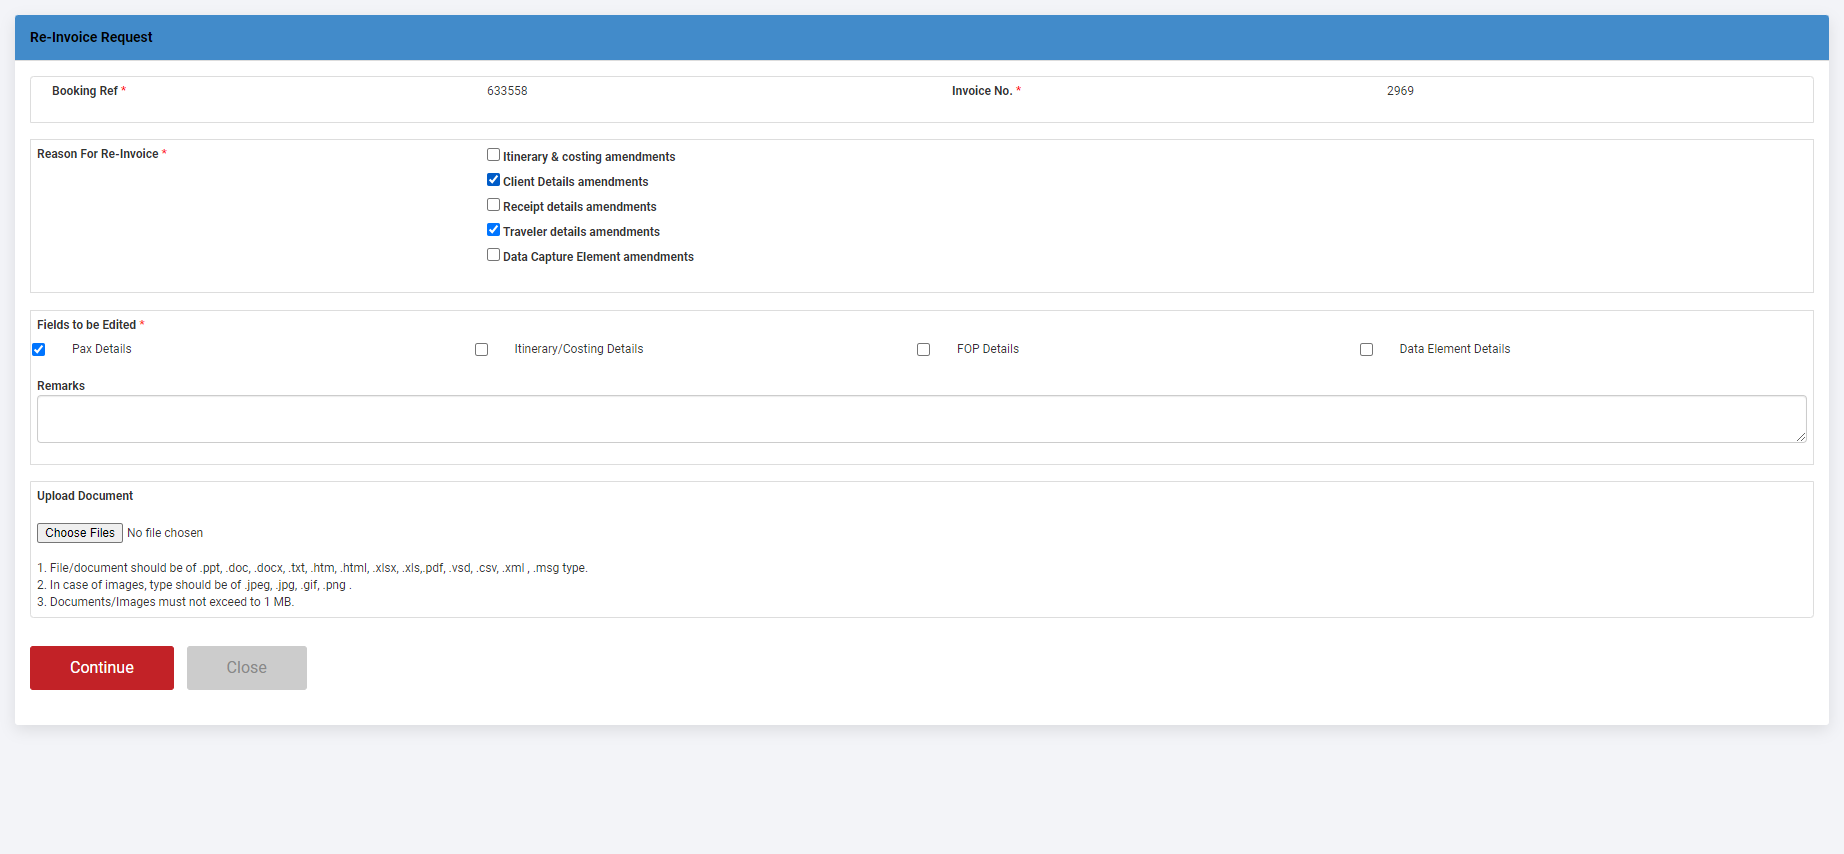 Re-Invoice Request
Booking Ref * 633558 Invoice No. * 2969
Reason For Re-Invoice *
Itinerary & costing amendments
Client Details amendments
Receipt details amendments
Traveler details amendments
Data Capture Element amendments
Fields to be Edited *
Pax Details Itinerary/Costing Details FOP Details Data Element Details
Remarks
Upload Document
Choose Files No file chosen
1. File/document should be of .ppt, .doc, .docx, .txt, .htm, .html, .xlsx, .xls,.pdf, .vsd, .csv, .xml , .msg type.
2. In case of images, type should be of .jpeg, .jpg, .gif, .png .
3. Documents/Images must not exceed to 1 MB.
Continue Close